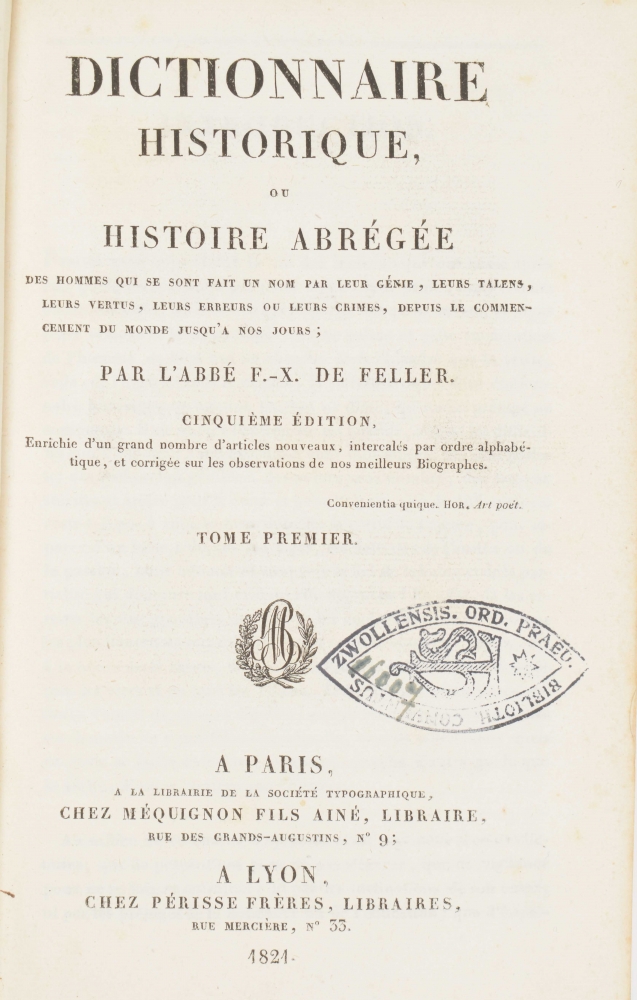 DICTIONNAIRE
HISTORIQUE,
OU
HISTOIRE ABRÉGÉE
DES HOMMES QUI SE SONT FAIT UN NOM PAR LEUR GÉNIE, LEURS TALENS,
LEURS VERTUS, LEURS ERREURS OU LEURS CRIMES, DEPUIS LE COMMEN-
CEMENT DU MONDE JUSQU'A NOS JOURS;
PAR L'ABBÉ F.-X. DE FELLER.
CINQUIÈME ÉDITION,
Enrichie d'un grand nombre d'articles nouveaux, intercalés par ordre alphabé-
tique, et corrigée sur les observations de nos meilleurs Biographes.
Convenientia quique. HOR. Art poét.
TOME PREMIER.
ZWOLLENSIS. ORD. PRAED.
BIBLIOTH. CONVENTUS
A PARIS,
A LA LIBRAIRIE DE LA SOCIÉTÉ TYPOGRAPHIQUE,
CHEZ MÉQUIGNON FILS AINÉ, LIBRAIRE,
RUE DES GRANDS-AUGUSTINS, N° 9;
A LYON,
CHEZ PÉRISSE FRÈRES, LIBRAIRES,
RUE MERCIÈRE, N° 33.
1821.